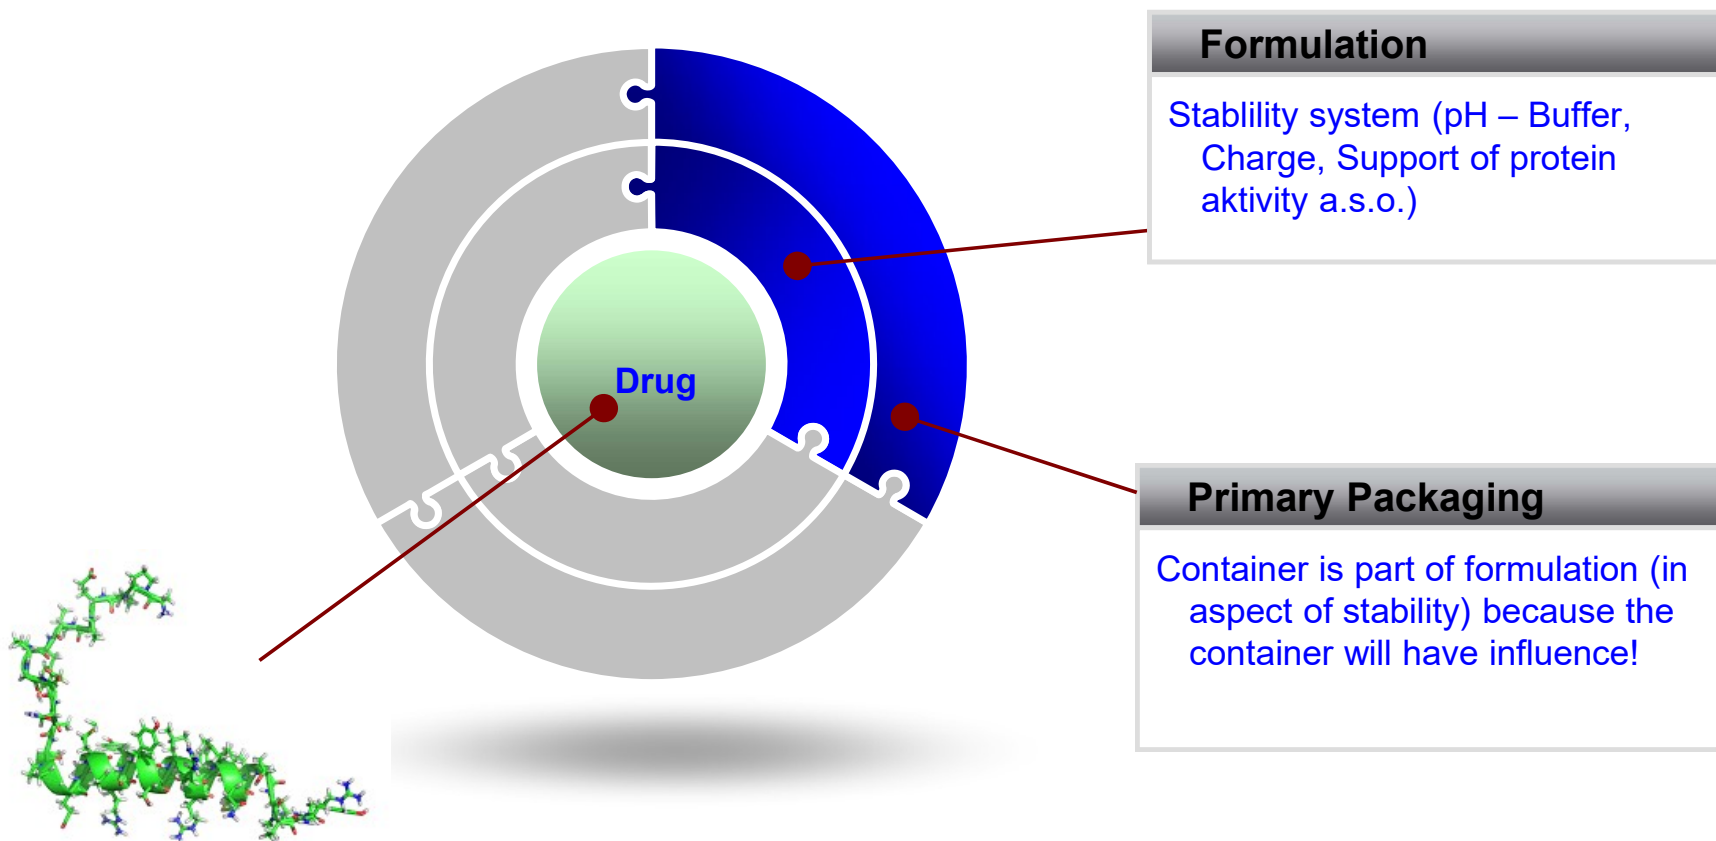 Formulation
Stablility system (pH – Buffer,
Charge, Support of protein
aktivity a.s.o.)
Drug
Primary Packaging
Container is part of formulation (in
aspect of stability) because the
container will have influence!